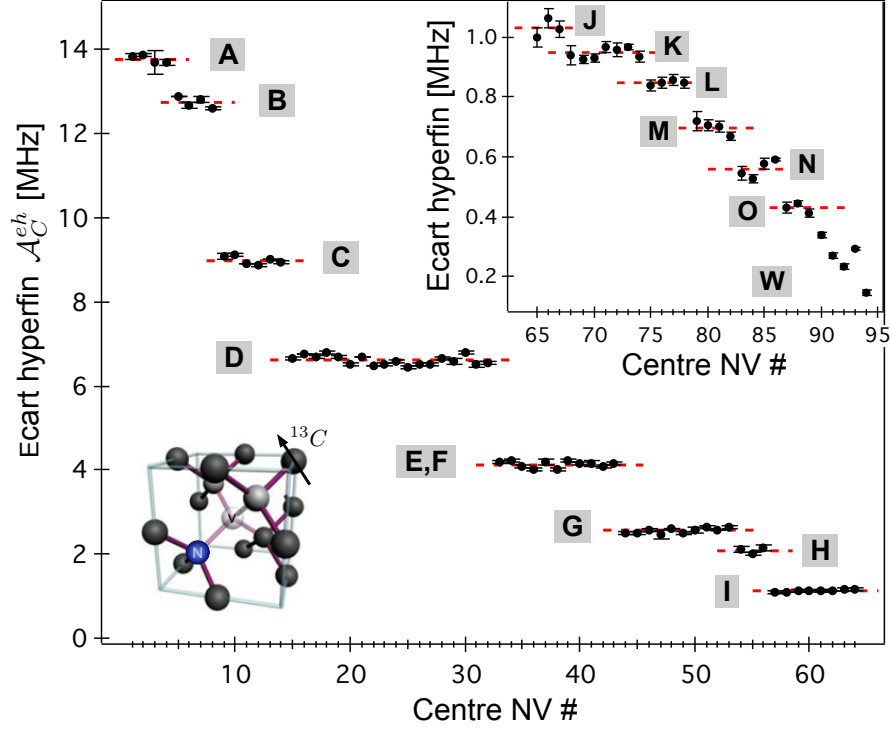 Ecart hyperfin 𝒜_C^{eh} [MHz]
14
12
10
8
6
4
2
0
A
B
C
D
E,F
G
H
I
¹³C
V
N
10
20
30
40
50
60
Centre NV #
Ecart hyperfin [MHz]
1.0
0.8
0.6
0.4
0.2
J
K
L
M
N
O
W
65
70
75
80
85
90
95
Centre NV #